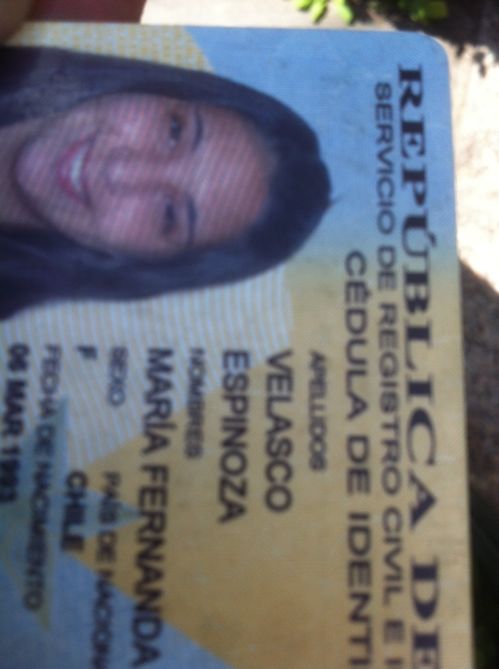 REPÚBLICA DE
SERVICIO DE REGISTRO CIVIL E
CÉDULA DE IDENTI
APELLIDOS
VELASCO
ESPINOZA
NOMBRES
MARÍA FERNANDA
SEXO PAÍS DE NACION
F CHILE
FECHA DE NACIMIENTO
06 MAR 1993